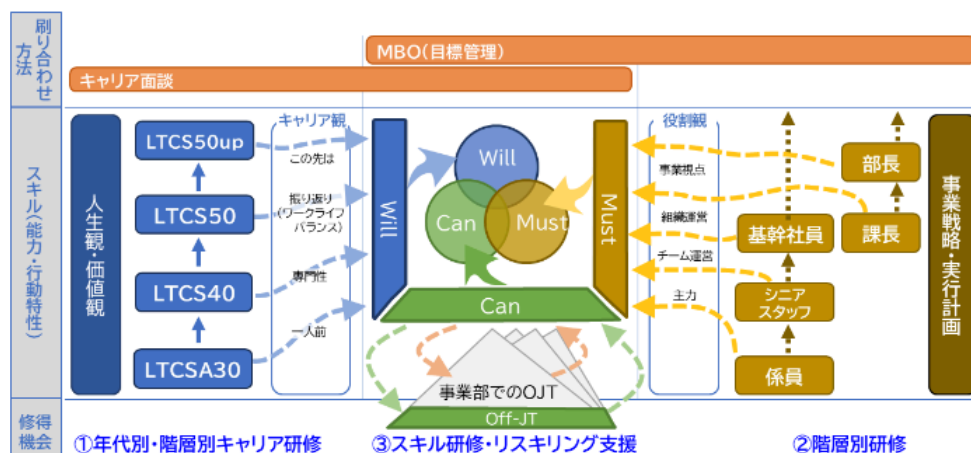 刷り合わせ
方法
MBO(目標管理)
キャリア面談
スキル(能力・行動特性)
人生観・価値観
LTCS50up
LTCS50
LTCS40
LTCSA30
キャリア観
この先は
振り返り
(ワークライフ
バランス)
専門性
一人前
Will
Will
Can
Must
Must
Can
事業部でのOJT
Off-JT
役割観
事業視点
組織運営
チーム運営
主力
部長
課長
基幹社員
シニア
スタッフ
係員
事業戦略・実行計画
修得
機会
①年代別・階層別キャリア研修
③スキル研修・リスキリング支援
②階層別研修